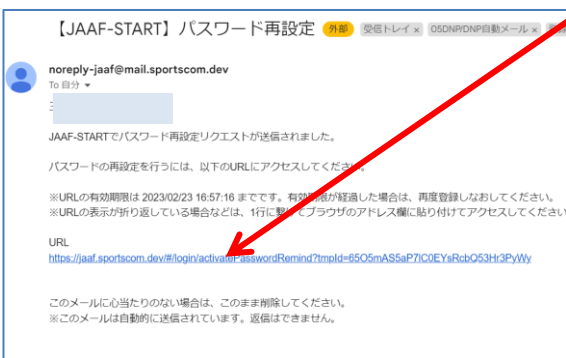 【JAAF-START】パスワード再設定 外部 受信トレイ × 05DNP/DNP自動メール ×
noreply-jaaf@mail.sportscom.dev
To 自分
JAAF-STARTでパスワード再設定リクエストが送信されました。
パスワードの再設定を行うには、以下のURLにアクセスしてください。
※URLの有効期限は 2023/02/23 16:57:16 までです。有効期限が経過した場合は、再度登録しなおしてください。
※URLの表示が折り返している場合などは、1行に繋げてブラウザのアドレス欄に貼り付けてアクセスしてください
URL
https://jaaf.sportscom.dev/#/login/activatePasswordRemind?tmpId=65O5mAS5aP7IC0EYsRcbQ53Hr3PyWy
このメールに心当たりのない場合は、このまま削除してください。
※このメールは自動的に送信されています。返信はできません。